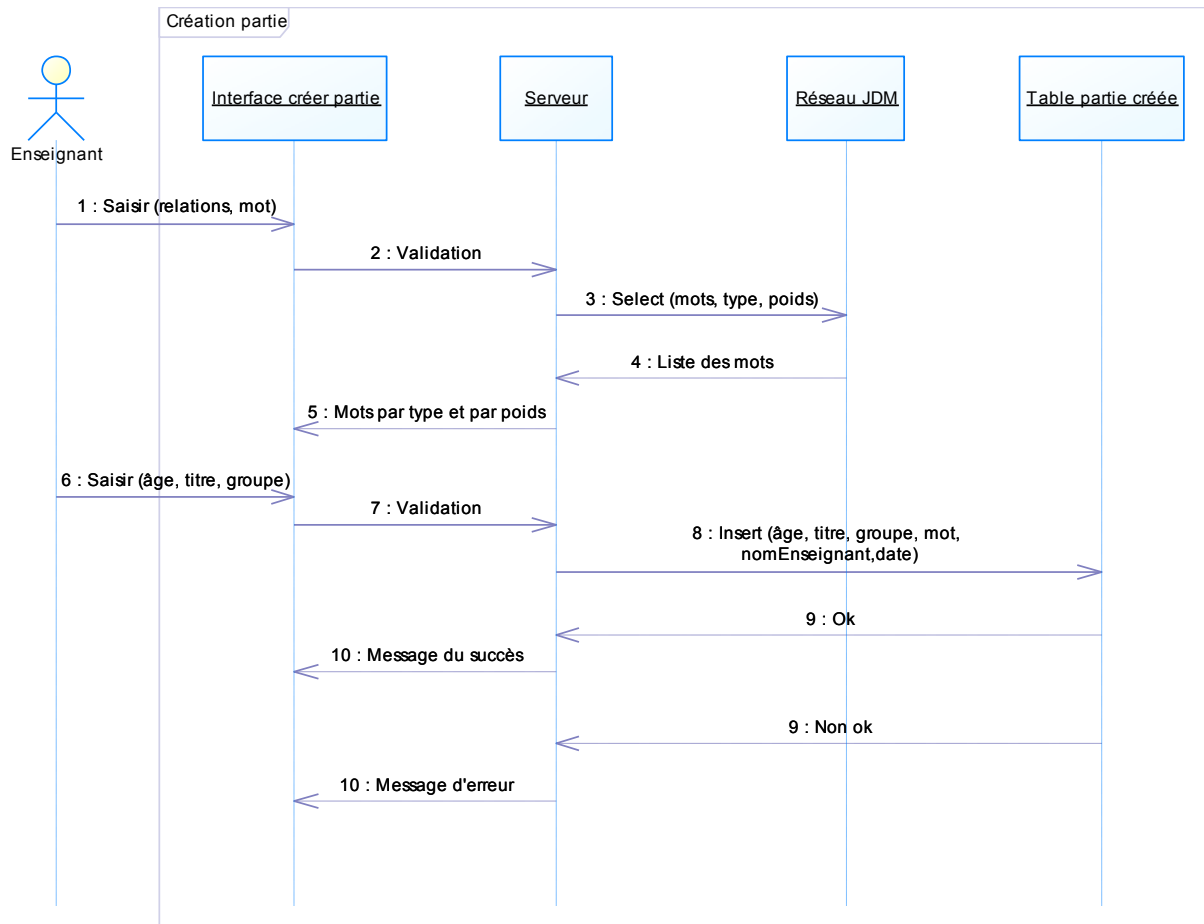 Création partie
Enseignant
Interface créer partie
Serveur
Réseau JDM
Table partie créée
1 : Saisir (relations, mot)
2 : Validation
3 : Select (mots, type, poids)
4 : Liste des mots
5 : Mots par type et par poids
6 : Saisir (âge, titre, groupe)
7 : Validation
8 : Insert (âge, titre, groupe, mot,
nomEnseignant,date)
9 : Ok
10 : Message du succès
9 : Non ok
10 : Message d'erreur